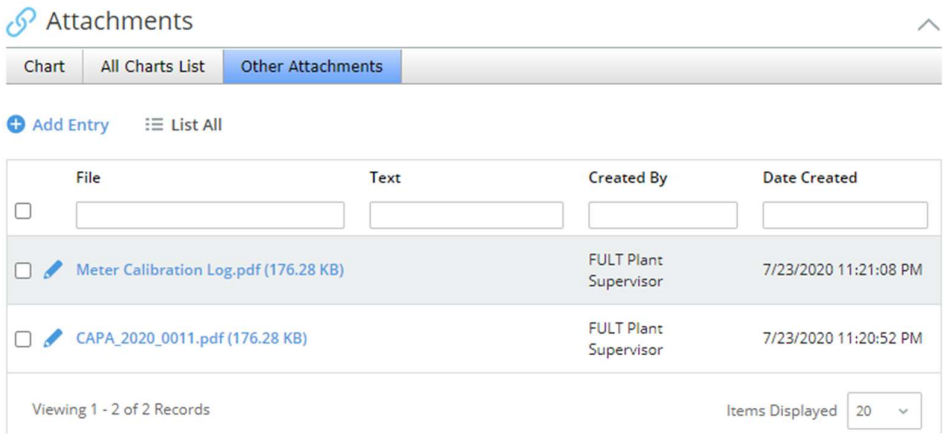 Attachments
Chart All Charts List Other Attachments
Add Entry List All
File Text Created By Date Created
Meter Calibration Log.pdf (176.28 KB) FULT Plant Supervisor 7/23/2020 11:21:08 PM
CAPA_2020_0011.pdf (176.28 KB) FULT Plant Supervisor 7/23/2020 11:20:52 PM
Viewing 1 - 2 of 2 Records Items Displayed 20